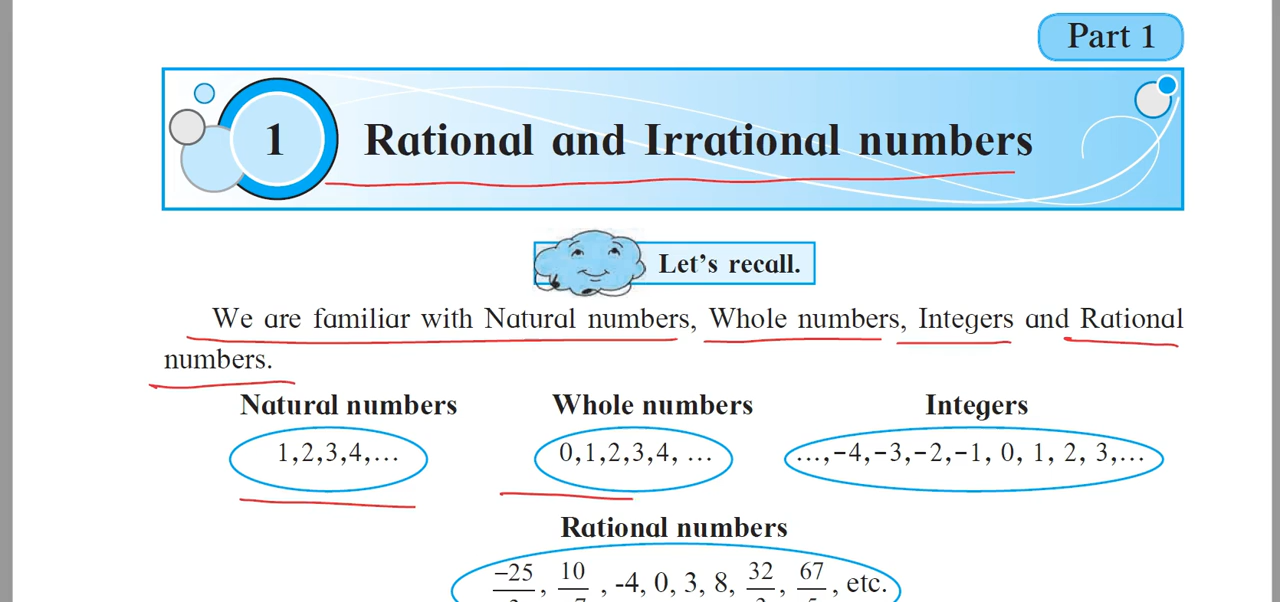 Part 1
1
Rational and Irrational numbers
Let's recall.
We are familiar with Natural numbers, Whole numbers, Integers and Rational
numbers.
Natural numbers Whole numbers Integers
1,2,3,4,... 0,1,2,3,4, ... ...,−4,−3,−2,−1, 0, 1, 2, 3,...
Rational numbers
−25, 10, -4, 0, 3, 8, 32, 67, etc.